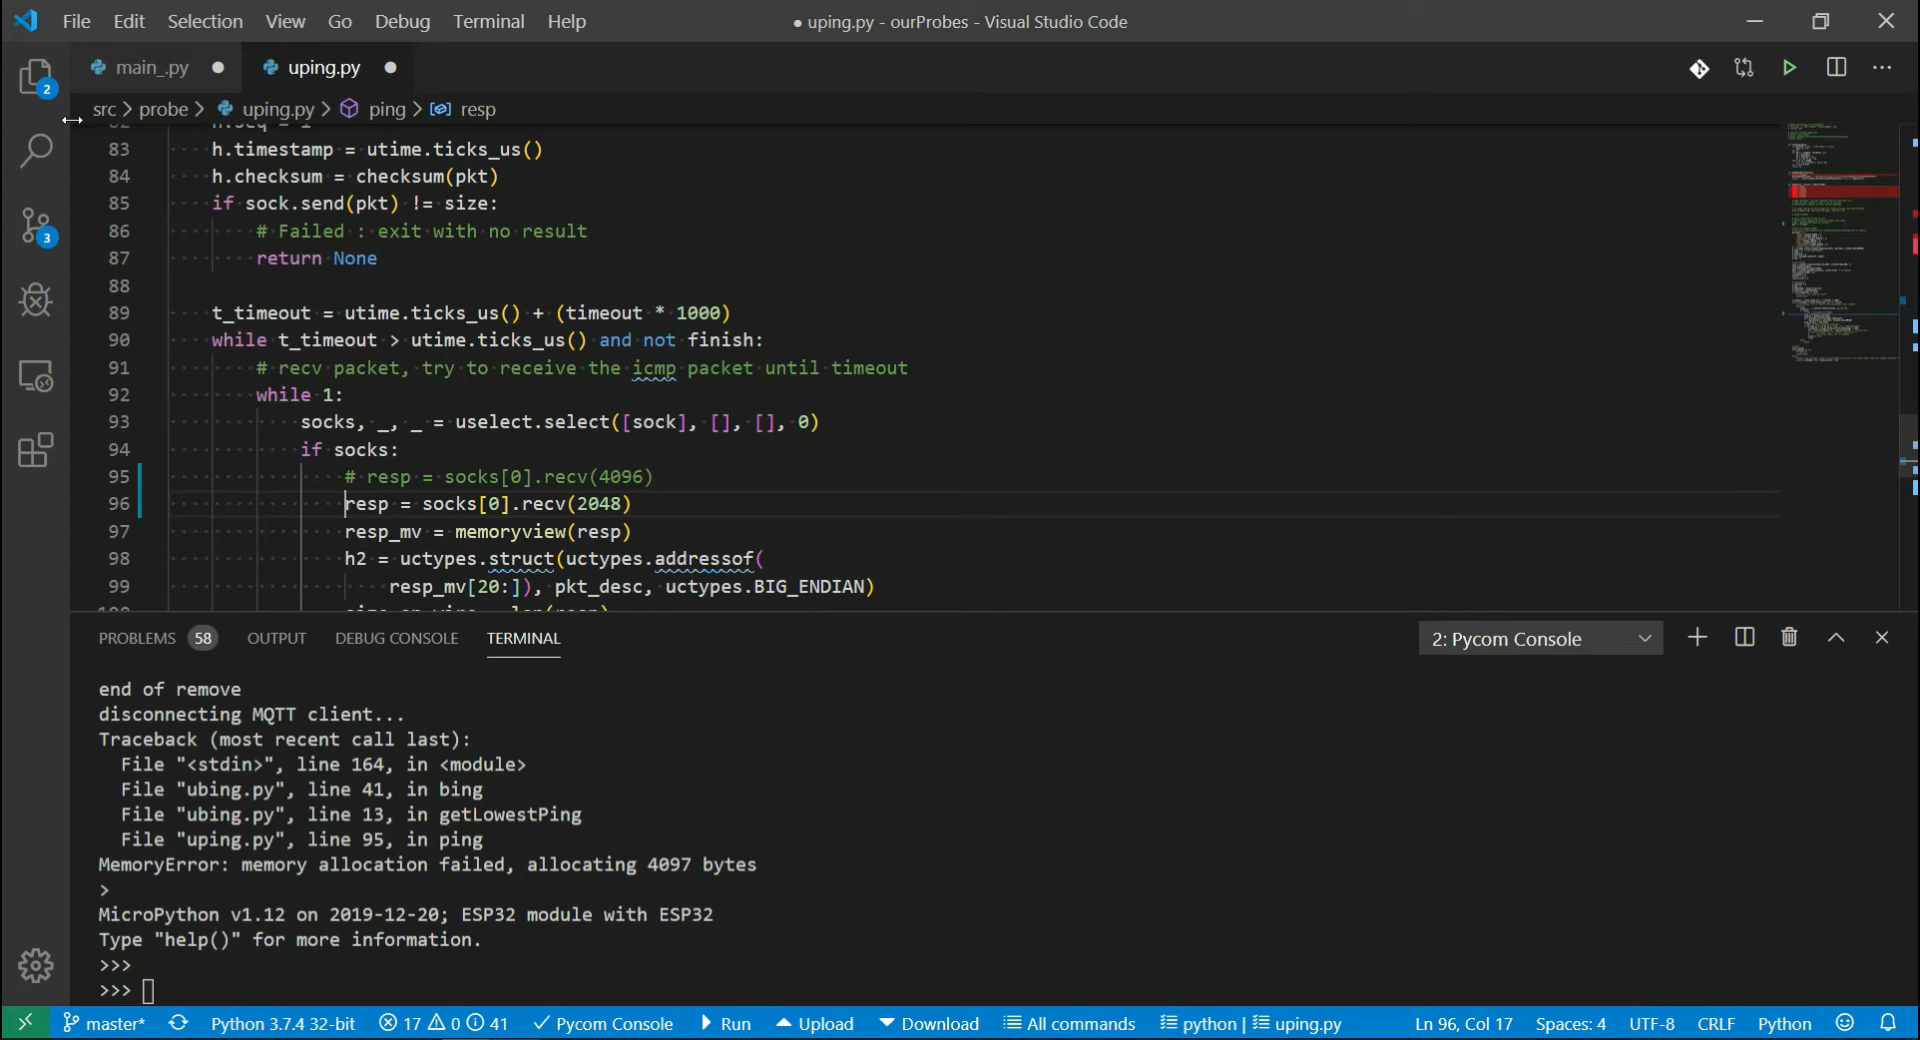 File Edit Selection View Go Debug Terminal Help
● uping.py - ourProbes - Visual Studio Code
main_.py ● uping.py ●
src > probe > uping.py > ping > resp
83 h.timestamp = utime.ticks_us()
84 h.checksum = checksum(pkt)
85 if sock.send(pkt) != size:
86 # Failed : exit with no result
87 return None
88
89 t_timeout = utime.ticks_us() + (timeout * 1000)
90 while t_timeout > utime.ticks_us() and not finish:
91 # recv packet, try to receive the icmp packet until timeout
92 while 1:
93 socks, _, _ = uselect.select([sock], [], [], 0)
94 if socks:
95 # resp = socks[0].recv(4096)
96 resp = socks[0].recv(2048)
97 resp_mv = memoryview(resp)
98 h2 = uctypes.struct(uctypes.addressof(
99 resp_mv[20:]), pkt_desc, uctypes.BIG_ENDIAN)
PROBLEMS 58 OUTPUT DEBUG CONSOLE TERMINAL 2: Pycom Console
end of remove
disconnecting MQTT client...
Traceback (most recent call last):
File "<stdin>", line 164, in <module>
File "ubing.py", line 41, in bing
File "ubing.py", line 13, in getLowestPing
File "uping.py", line 95, in ping
MemoryError: memory allocation failed, allocating 4097 bytes
>
MicroPython v1.12 on 2019-12-20; ESP32 module with ESP32
Type "help()" for more information.
>>>
>>>
2
3
master* Python 3.7.4 32-bit 17 0 41 Pycom Console Run Upload Download All commands python | uping.py Ln 96, Col 17 Spaces: 4 UTF-8 CRLF Python